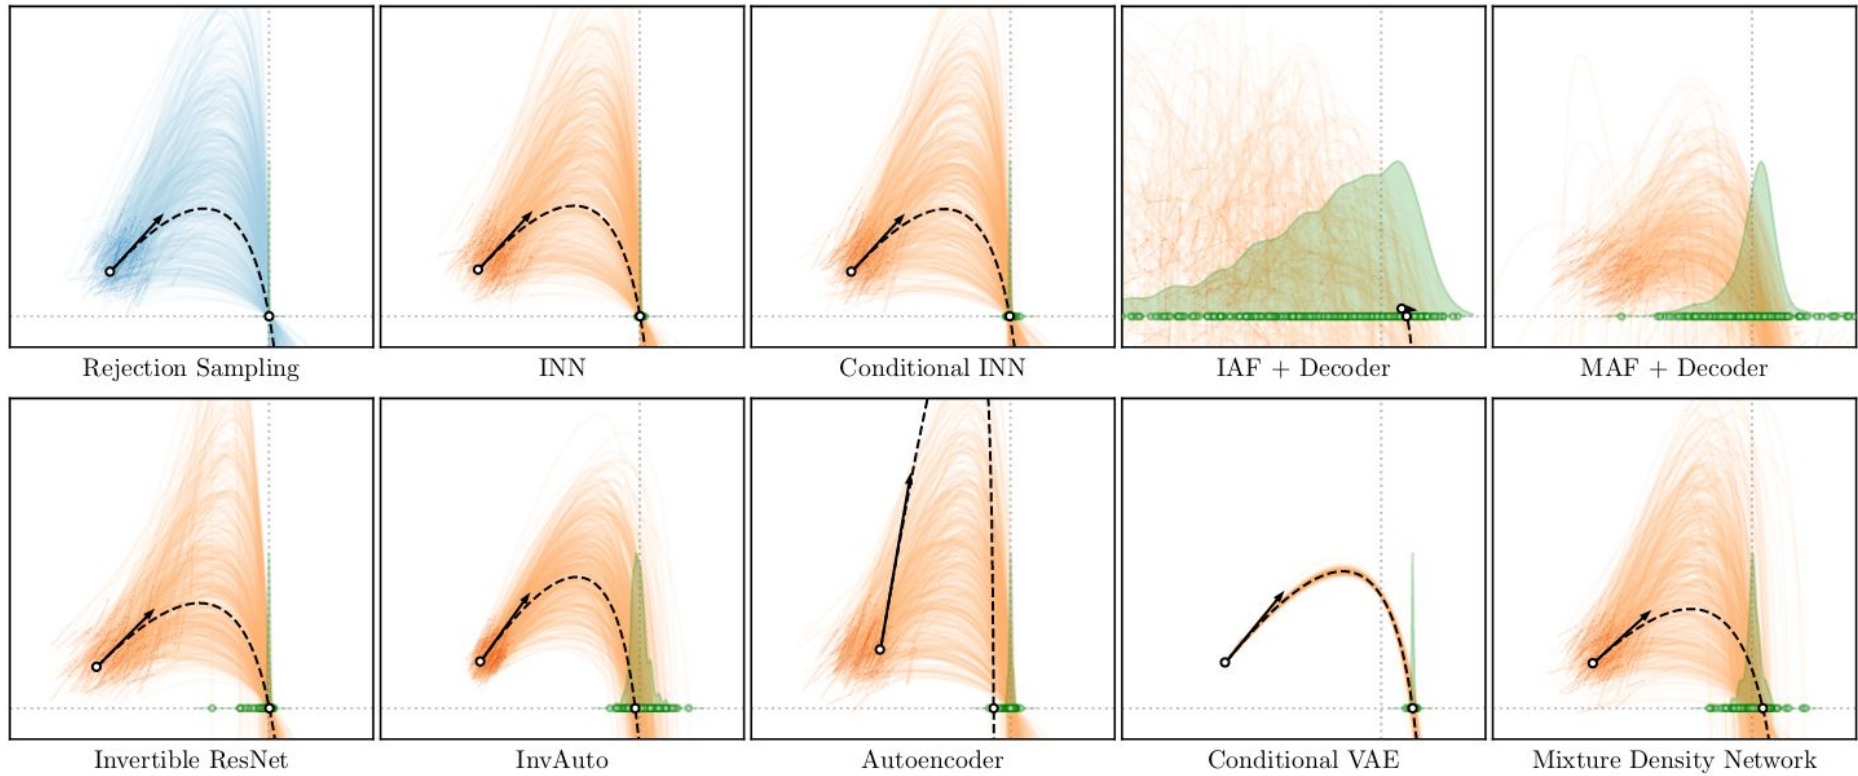 Rejection Sampling
INN
Conditional INN
IAF + Decoder
MAF + Decoder
Invertible ResNet
InvAuto
Autoencoder
Conditional VAE
Mixture Density Network